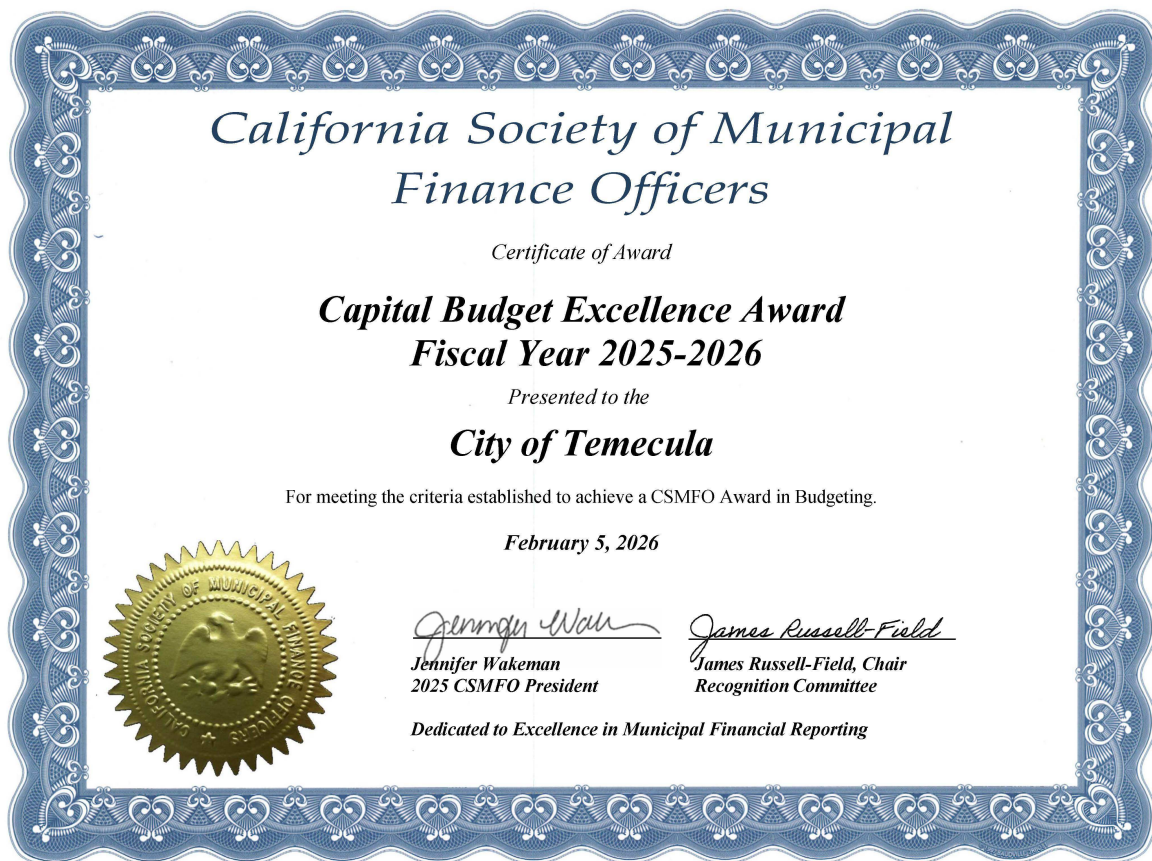 California Society of Municipal
Finance Officers
Certificate of Award
Capital Budget Excellence Award
Fiscal Year 2025-2026
Presented to the
City of Temecula
For meeting the criteria established to achieve a CSMFO Award in Budgeting.
February 5, 2026
CALIFORNIA SOCIETY OF MUNICIPAL FINANCE OFFICERS
James Russell-Field
Jennifer Wakeman
2025 CSMFO President
James Russell-Field, Chair
Recognition Committee
Dedicated to Excellence in Municipal Financial Reporting